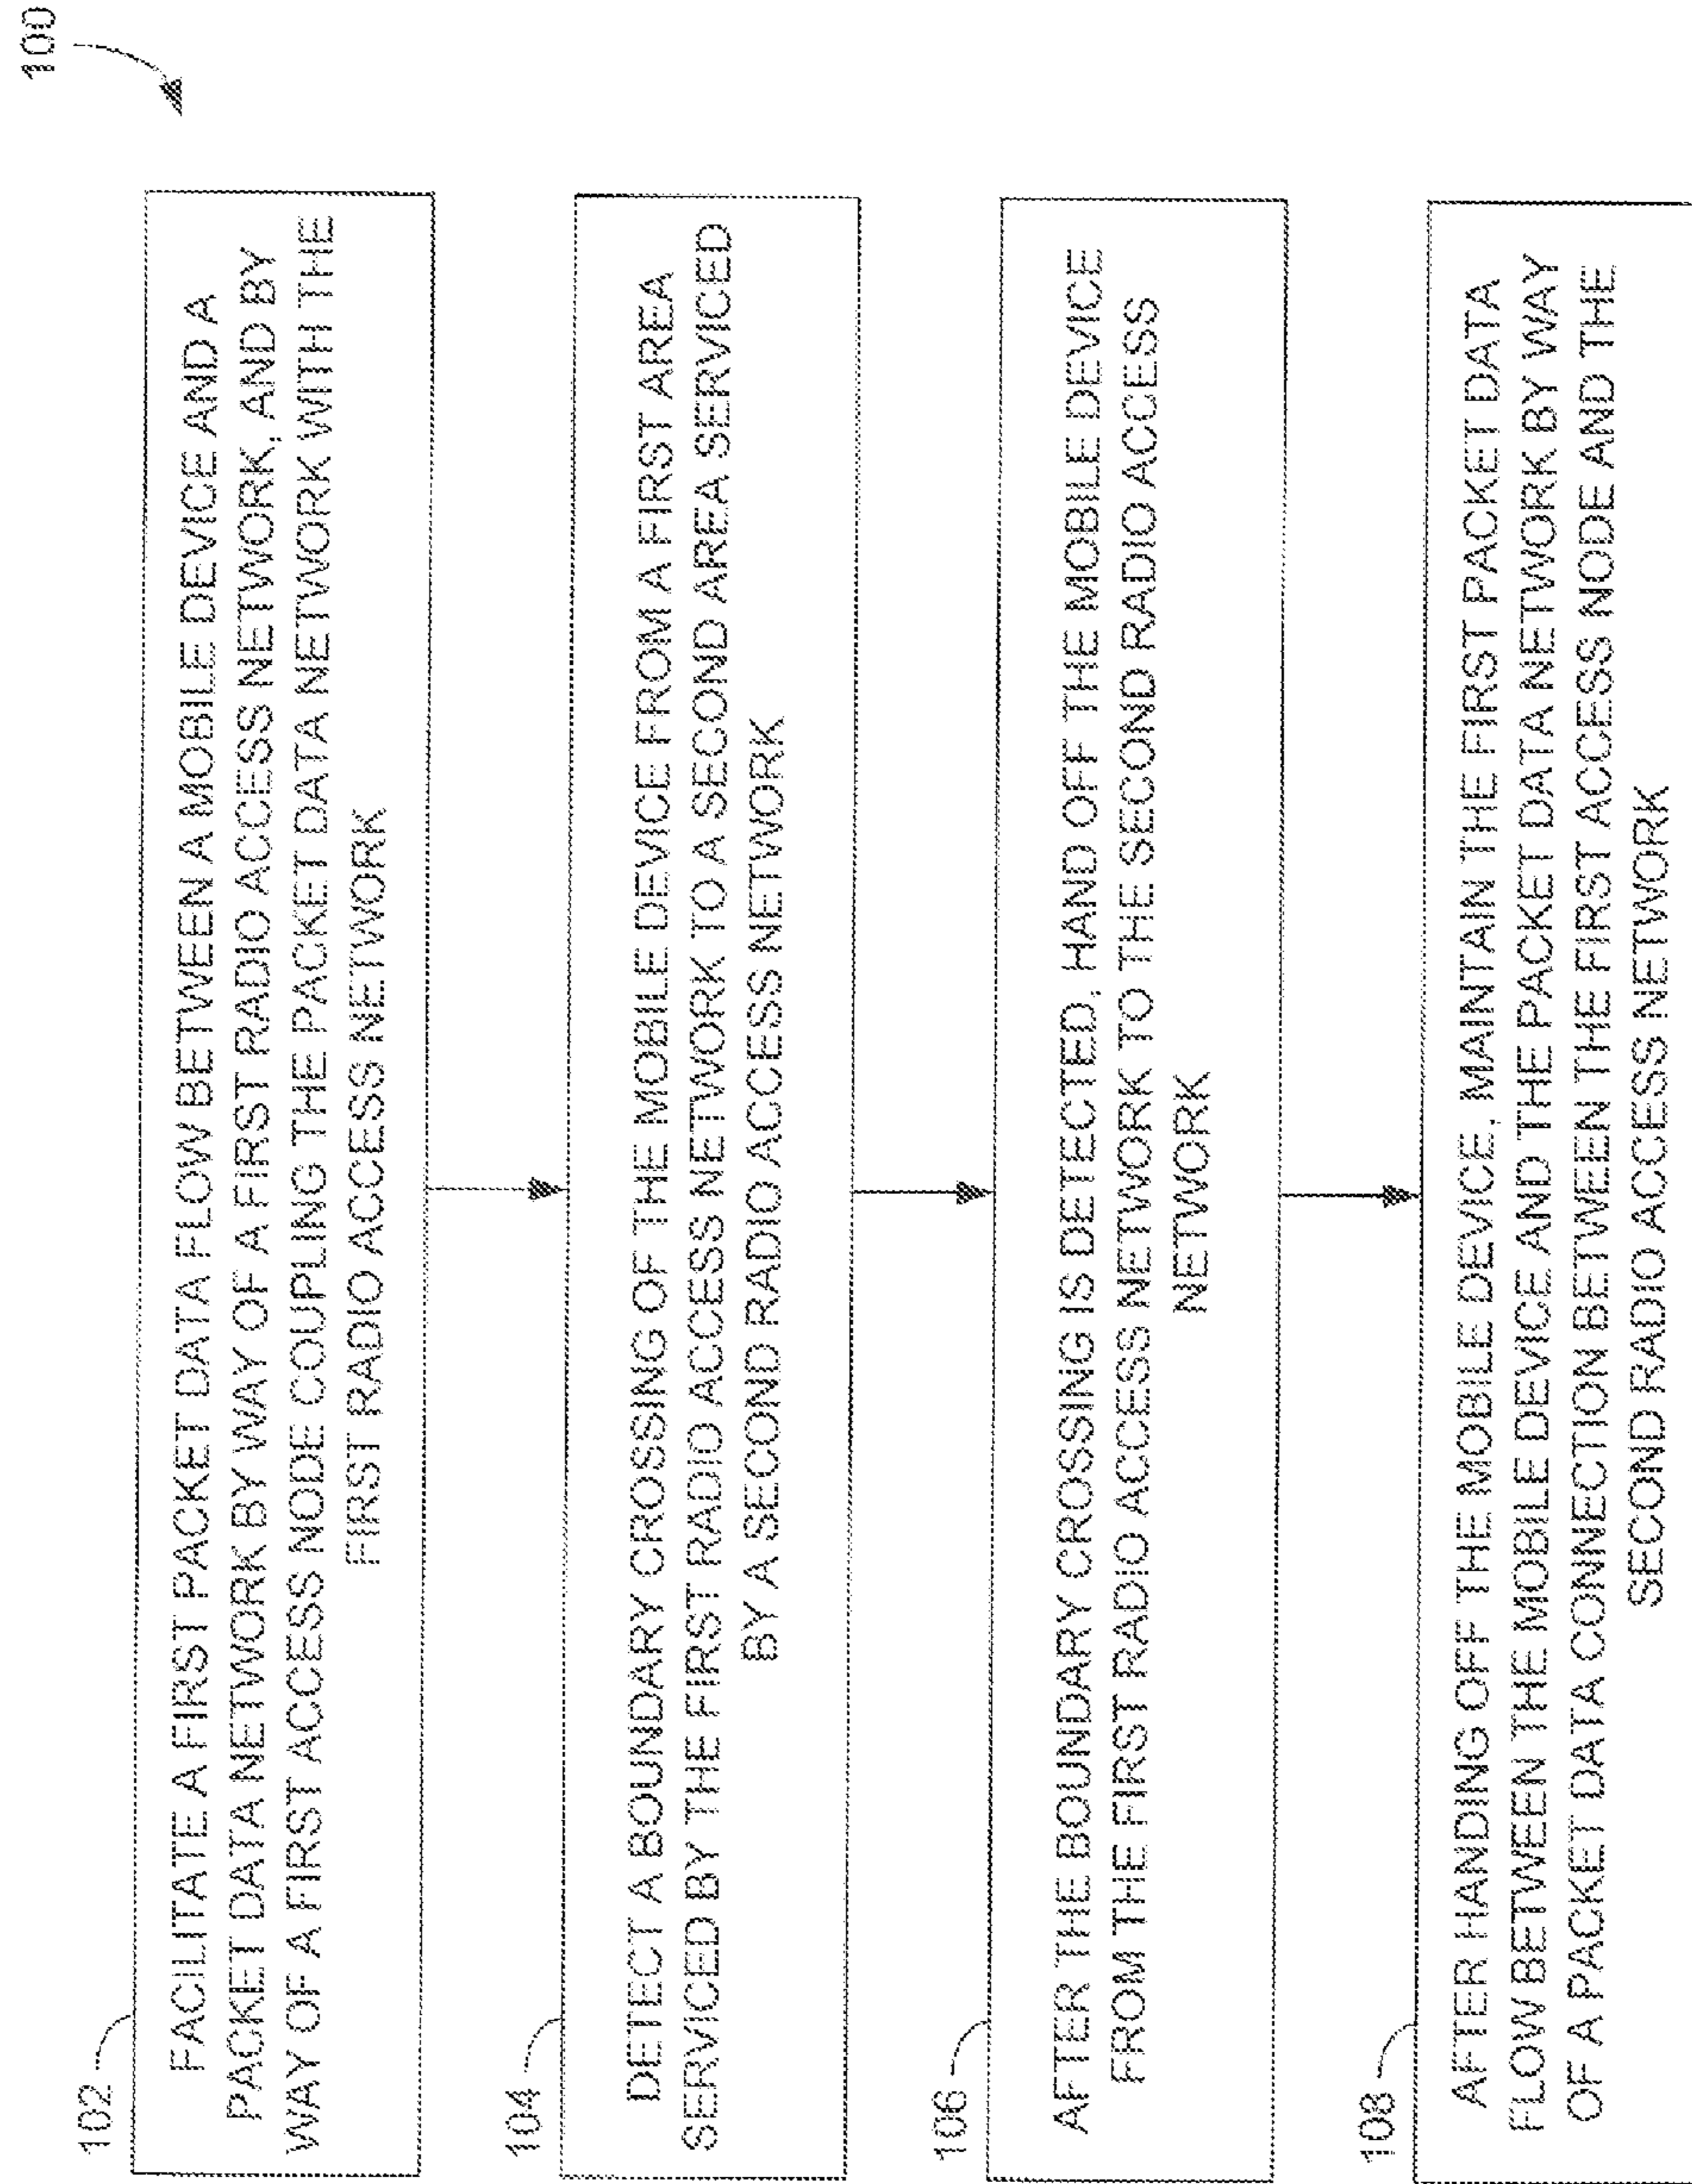 100
102
FACILITATE A FIRST PACKET DATA FLOW BETWEEN A MOBILE DEVICE AND A
PACKET DATA NETWORK BY WAY OF A FIRST RADIO ACCESS NETWORK, AND BY
WAY OF A FIRST ACCESS NODE COUPLING THE PACKET DATA NETWORK WITH THE
FIRST RADIO ACCESS NETWORK
104
DETECT A BOUNDARY CROSSING OF THE MOBILE DEVICE FROM A FIRST AREA
SERVICED BY THE FIRST RADIO ACCESS NETWORK TO A SECOND AREA SERVICED
BY A SECOND RADIO ACCESS NETWORK
106
AFTER THE BOUNDARY CROSSING IS DETECTED, HAND OFF THE MOBILE DEVICE
FROM THE FIRST RADIO ACCESS NETWORK TO THE SECOND RADIO ACCESS
NETWORK
108
AFTER HANDING OFF THE MOBILE DEVICE, MAINTAIN THE FIRST PACKET DATA
FLOW BETWEEN THE MOBILE DEVICE AND THE PACKET DATA NETWORK BY WAY
OF A PACKET DATA CONNECTION BETWEEN THE FIRST ACCESS NODE AND THE
SECOND RADIO ACCESS NETWORK